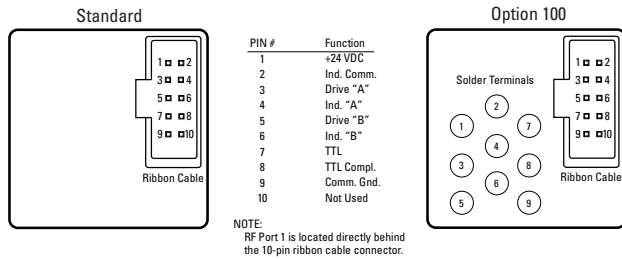 Standard
1 2
3 4
5 6
7 8
9 10
Ribbon Cable
PIN # Function
1 +24 VDC
2 Ind. Comm.
3 Drive “A”
4 Ind. “A”
5 Drive “B”
6 Ind. “B”
7 TTL
8 TTL Compl.
9 Comm. Gnd.
10 Not Used
NOTE:
RF Port 1 is located directly behind
the 10-pin ribbon cable connector.
Option 100
Solder Terminals
2
1 7
4
3 8
6
5 9
1 2
3 4
5 6
7 8
9 10
Ribbon Cable